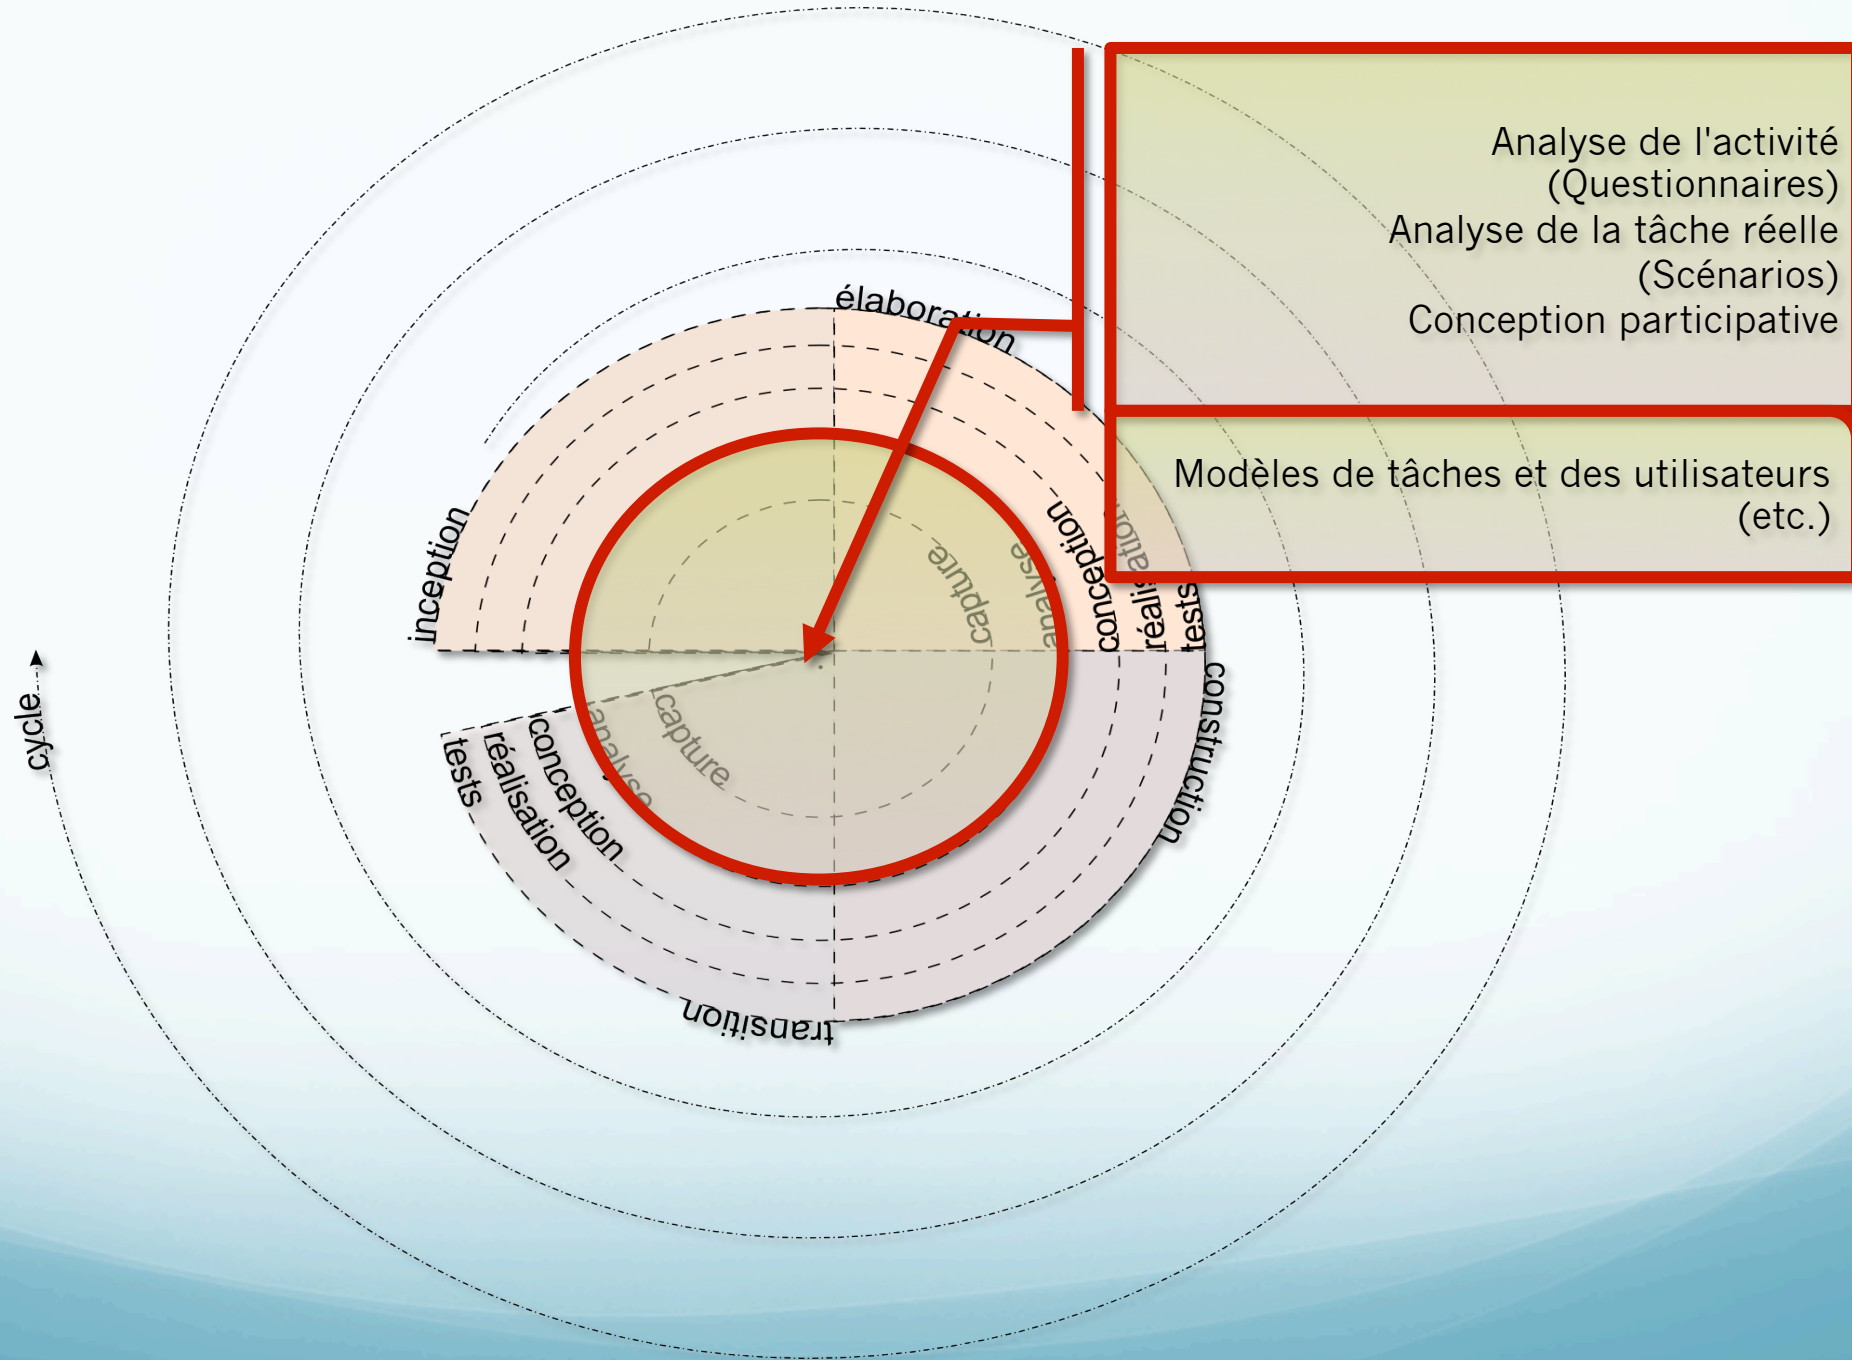 Analyse de l'activité
(Questionnaires)
Analyse de la tâche réelle
(Scénarios)
Conception participative
Modèles de tâches et des utilisateurs
(etc.)
élaboration
inception
capture
analyse
conception
réalisation
tests
construction
cycle
capture
analyse
conception
réalisation
tests
transition